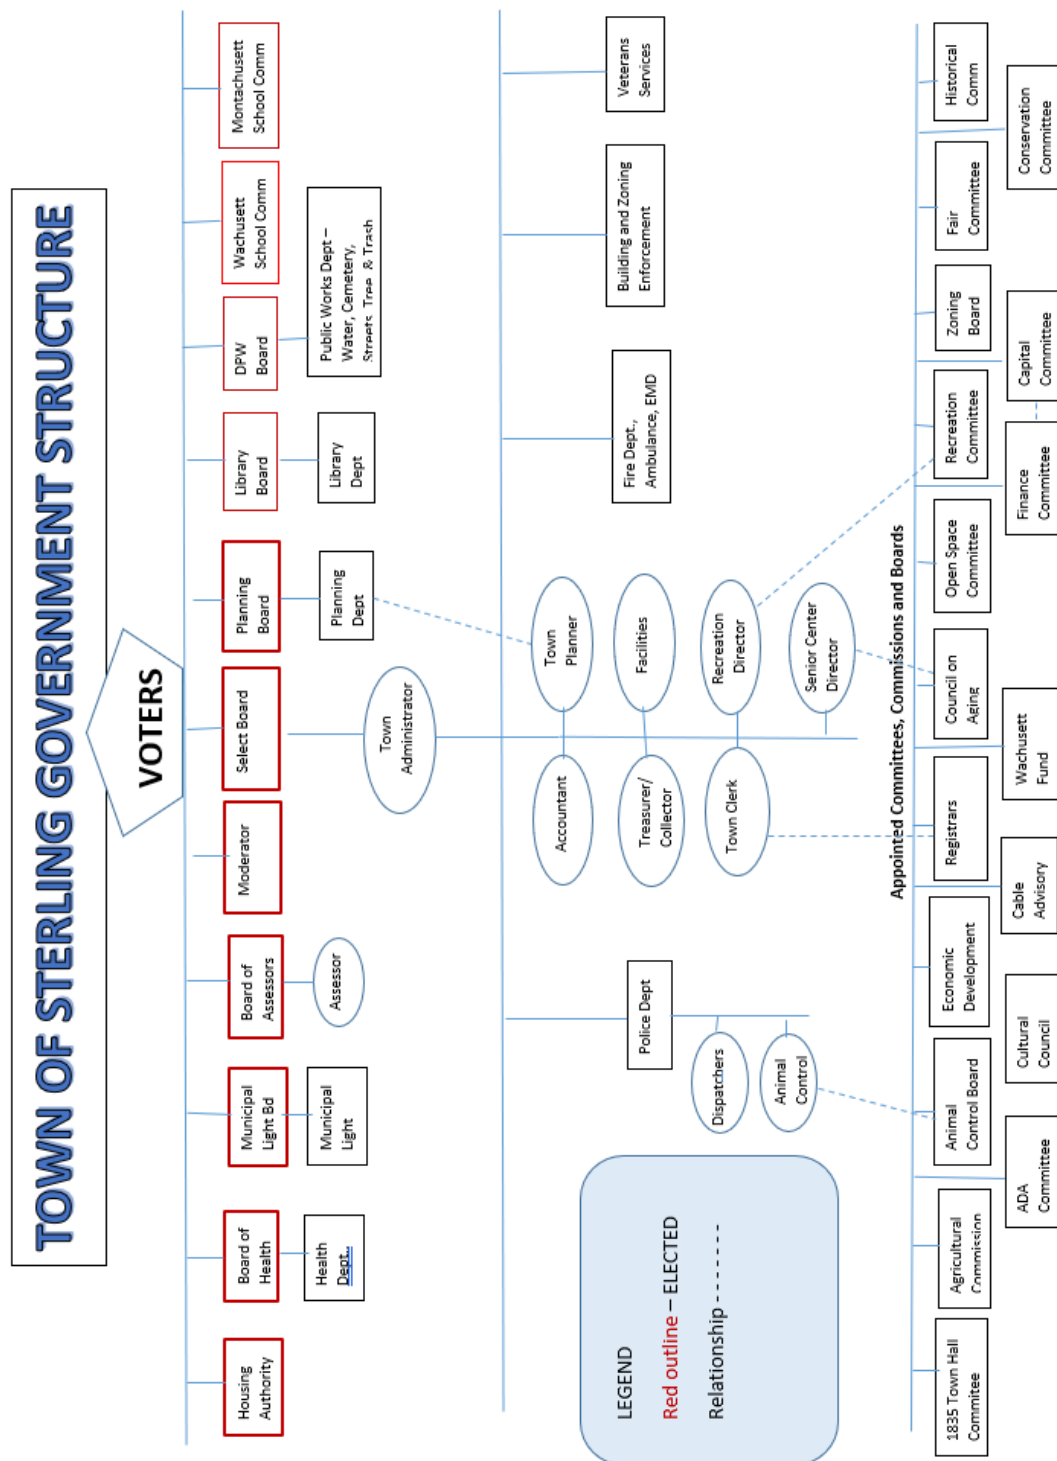 TOWN OF STERLING GOVERNMENT STRUCTURE
VOTERS
Housing
Authority
Board of
Health
Municipal
Light Bd
Board of
Assessors
Moderator
Select Board
Planning
Board
Library
Board
DPW
Board
Wachusett
School Comm
Montachusett
School Comm
Health
Dept..
Municipal
Light
Assessor
Town
Administrator
Planning
Dept
Library
Dept
Public Works Dept –
Water, Cemetery,
Streets, Tree & Trash
Police Dept
Dispatchers
Animal
Control
Accountant
Town
Planner
Treasurer/
Collector
Facilities
Town Clerk
Recreation
Director
Senior Center
Director
Fire Dept.,
Ambulance, EMD
Building and Zoning
Enforcement
Veterans
Services
LEGEND
Red outline – ELECTED
Relationship - - - - - - -
Appointed Committees, Commissions and Boards
1835 Town Hall
Commitee
Agricultural
Commission
Animal
Control Board
Economic
Development
Registrars
Council on
Aging
Open Space
Committee
Recreation
Committee
Zoning
Board
Fair
Committee
Historical
Comm
ADA
Committee
Cultural
Council
Cable
Advisory
Wachusett
Fund
Finance
Committee
Capital
Committee
Conservation
Committee